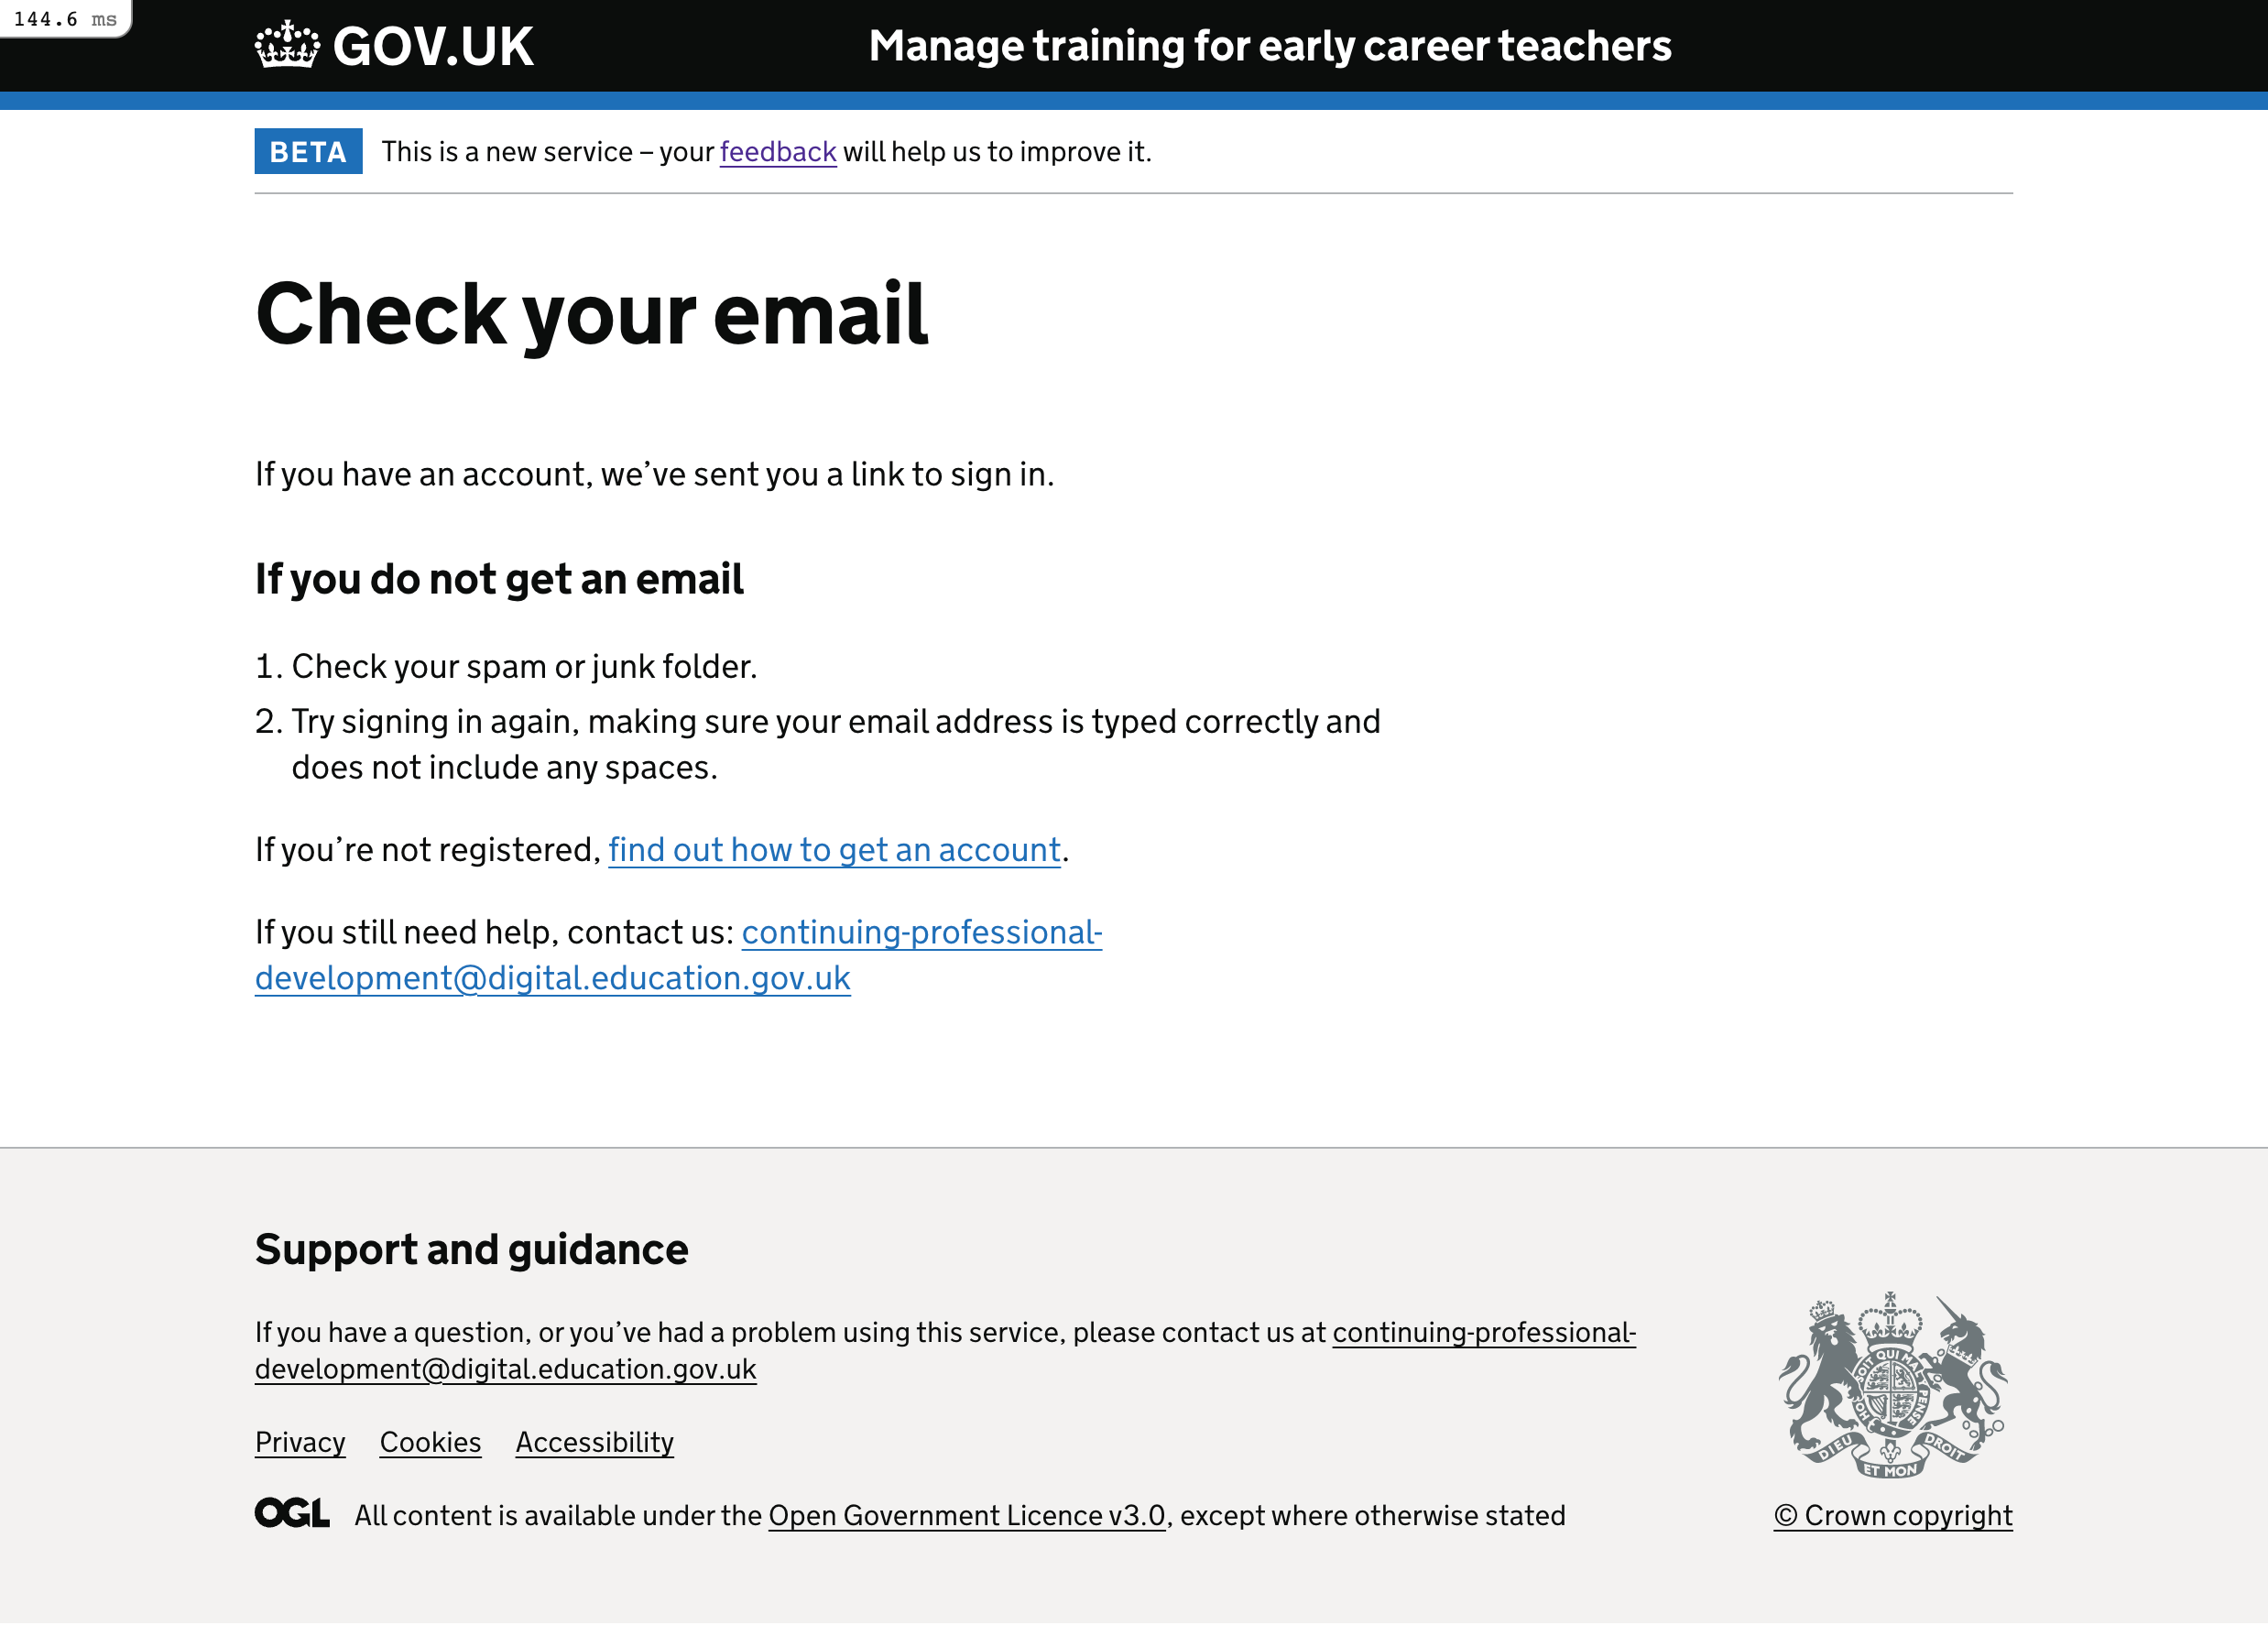 144.6 ms
GOV.UK
Manage training for early career teachers
BETA This is a new service – your feedback will help us to improve it.
Check your email
If you have an account, we’ve sent you a link to sign in.
If you do not get an email
1. Check your spam or junk folder.
2. Try signing in again, making sure your email address is typed correctly and
does not include any spaces.
If you’re not registered, find out how to get an account.
If you still need help, contact us: continuing-professional-
development@digital.education.gov.uk
Support and guidance
If you have a question, or you’ve had a problem using this service, please contact us at continuing-professional-
development@digital.education.gov.uk
Privacy Cookies Accessibility
OGL All content is available under the Open Government Licence v3.0, except where otherwise stated
DIEU ET MON DROIT
© Crown copyright